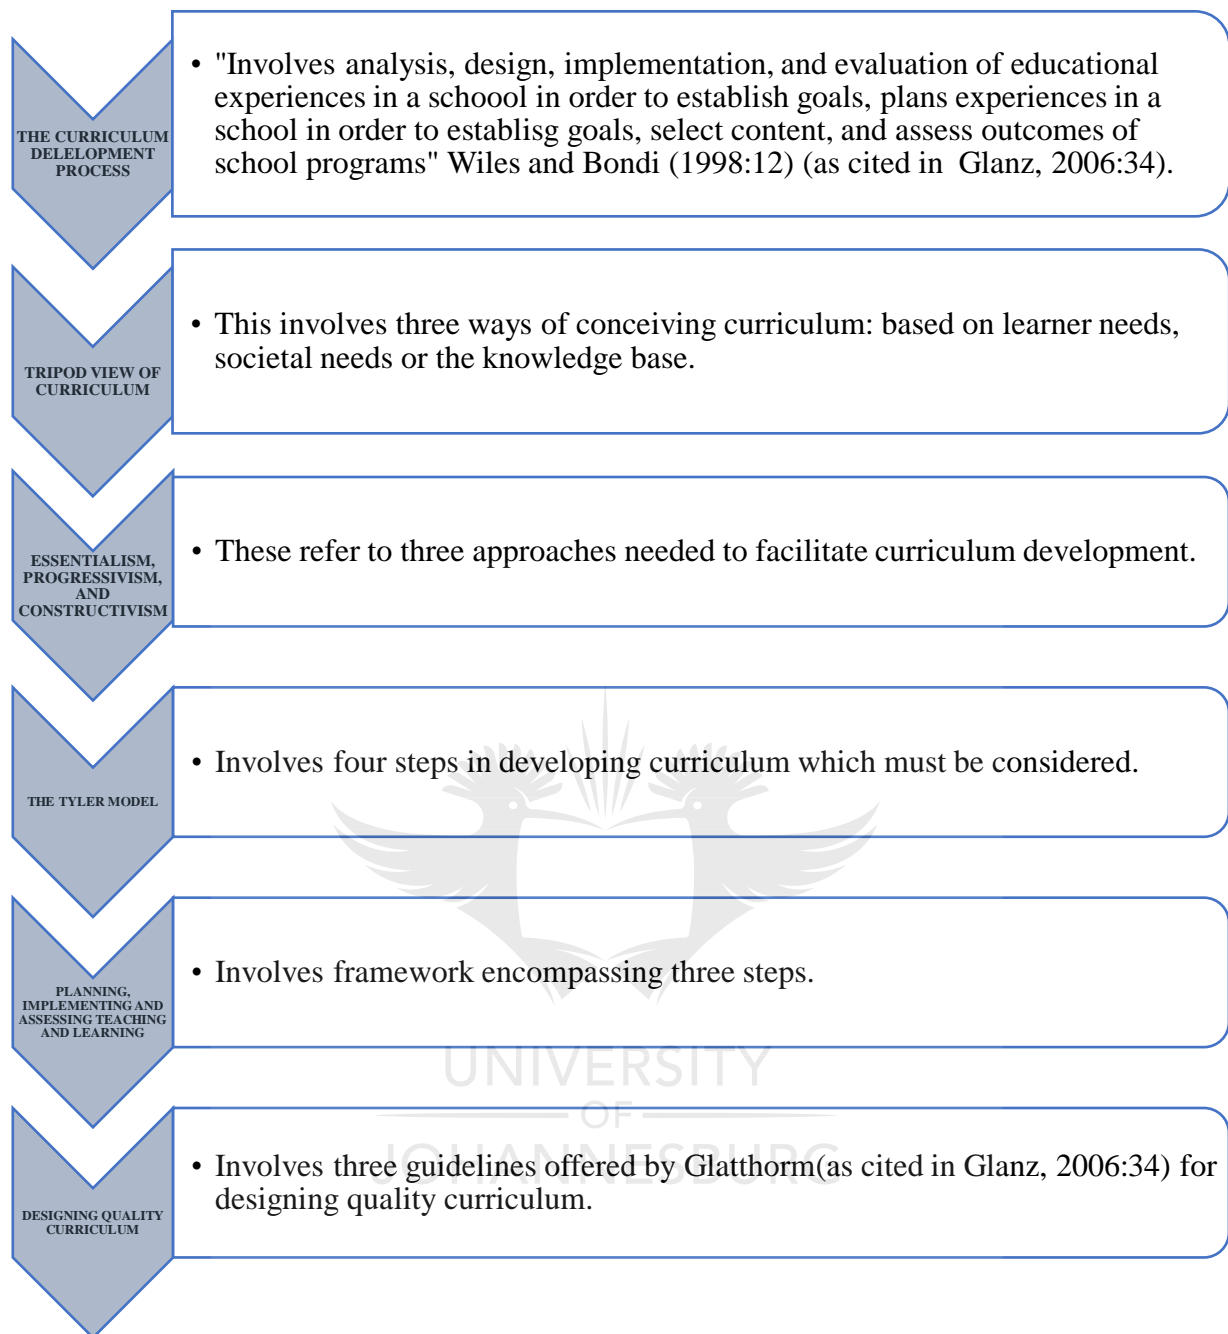 THE CURRICULUM
DELELOPMENT
PROCESS
• "Involves analysis, design, implementation, and evaluation of educational
experiences in a schoool in order to establish goals, plans experiences in a
school in order to establisg goals, select content, and assess outcomes of
school programs" Wiles and Bondi (1998:12) (as cited in Glanz, 2006:34).
TRIPOD VIEW OF
CURRICULUM
• This involves three ways of conceiving curriculum: based on learner needs,
societal needs or the knowledge base.
ESSENTIALISM,
PROGRESSIVISM,
AND
CONSTRUCTIVISM
• These refer to three approaches needed to facilitate curriculum development.
THE TYLER MODEL
• Involves four steps in developing curriculum which must be considered.
PLANNING,
IMPLEMENTING AND
ASSESSING TEACHING
AND LEARNING
• Involves framework encompassing three steps.
DESIGNING QUALITY
CURRICULUM
• Involves three guidelines offered by Glatthorm(as cited in Glanz, 2006:34) for
designing quality curriculum.
UNIVERSITY
OF
JOHANNESBURG